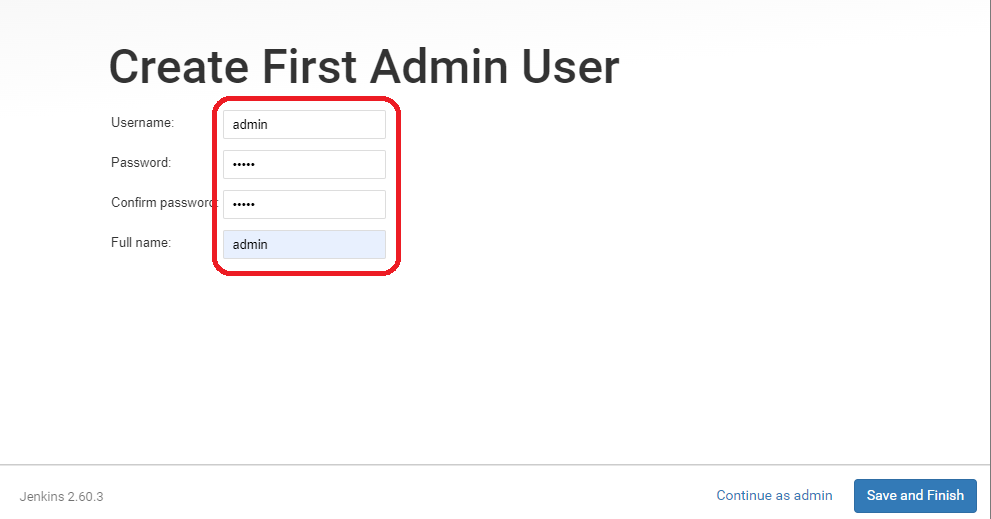 Create First Admin User
Username: admin
Password: •••••
Confirm password: •••••
Full name: admin
Jenkins 2.60.3 Continue as admin Save and Finish